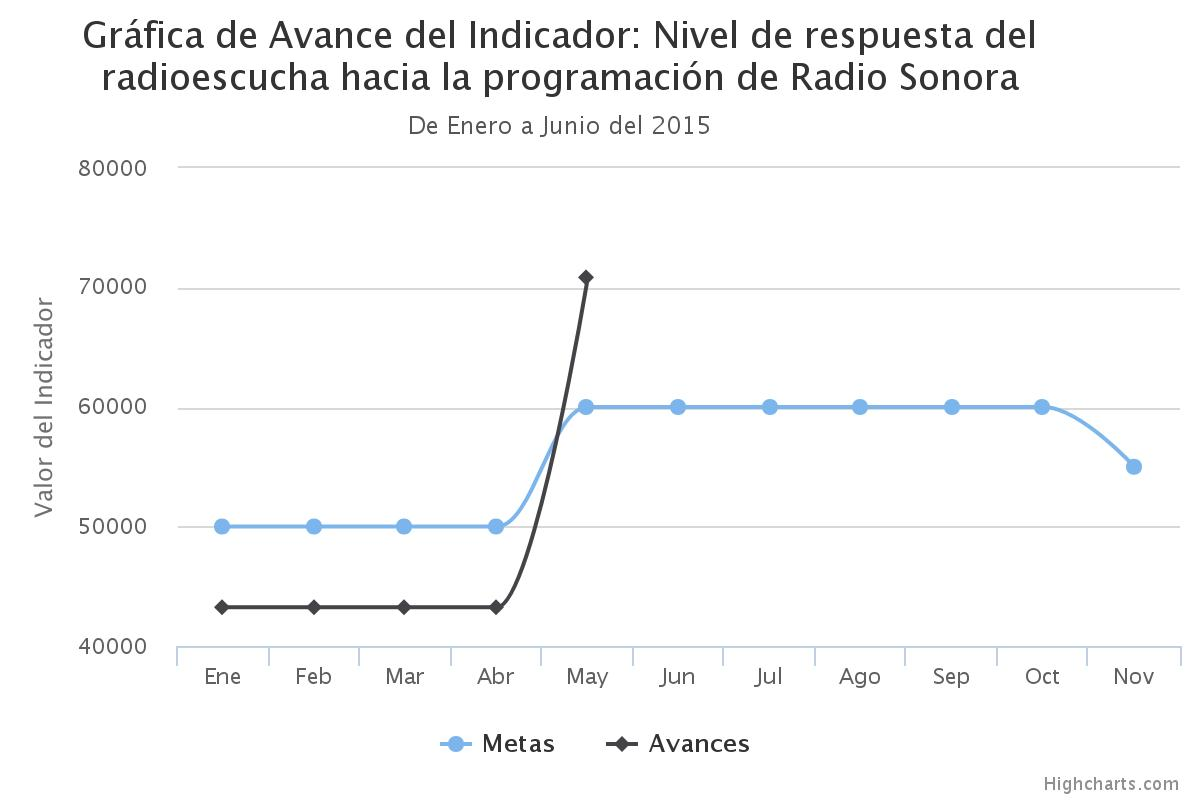 Gráfica de Avance del Indicador: Nivel de respuesta del
radioescucha hacia la programación de Radio Sonora
De Enero a Junio del 2015
80000
70000
60000
50000
40000
Valor del Indicador
Ene Feb Mar Abr May Jun Jul Ago Sep Oct Nov
Metas Avances
Highcharts.com